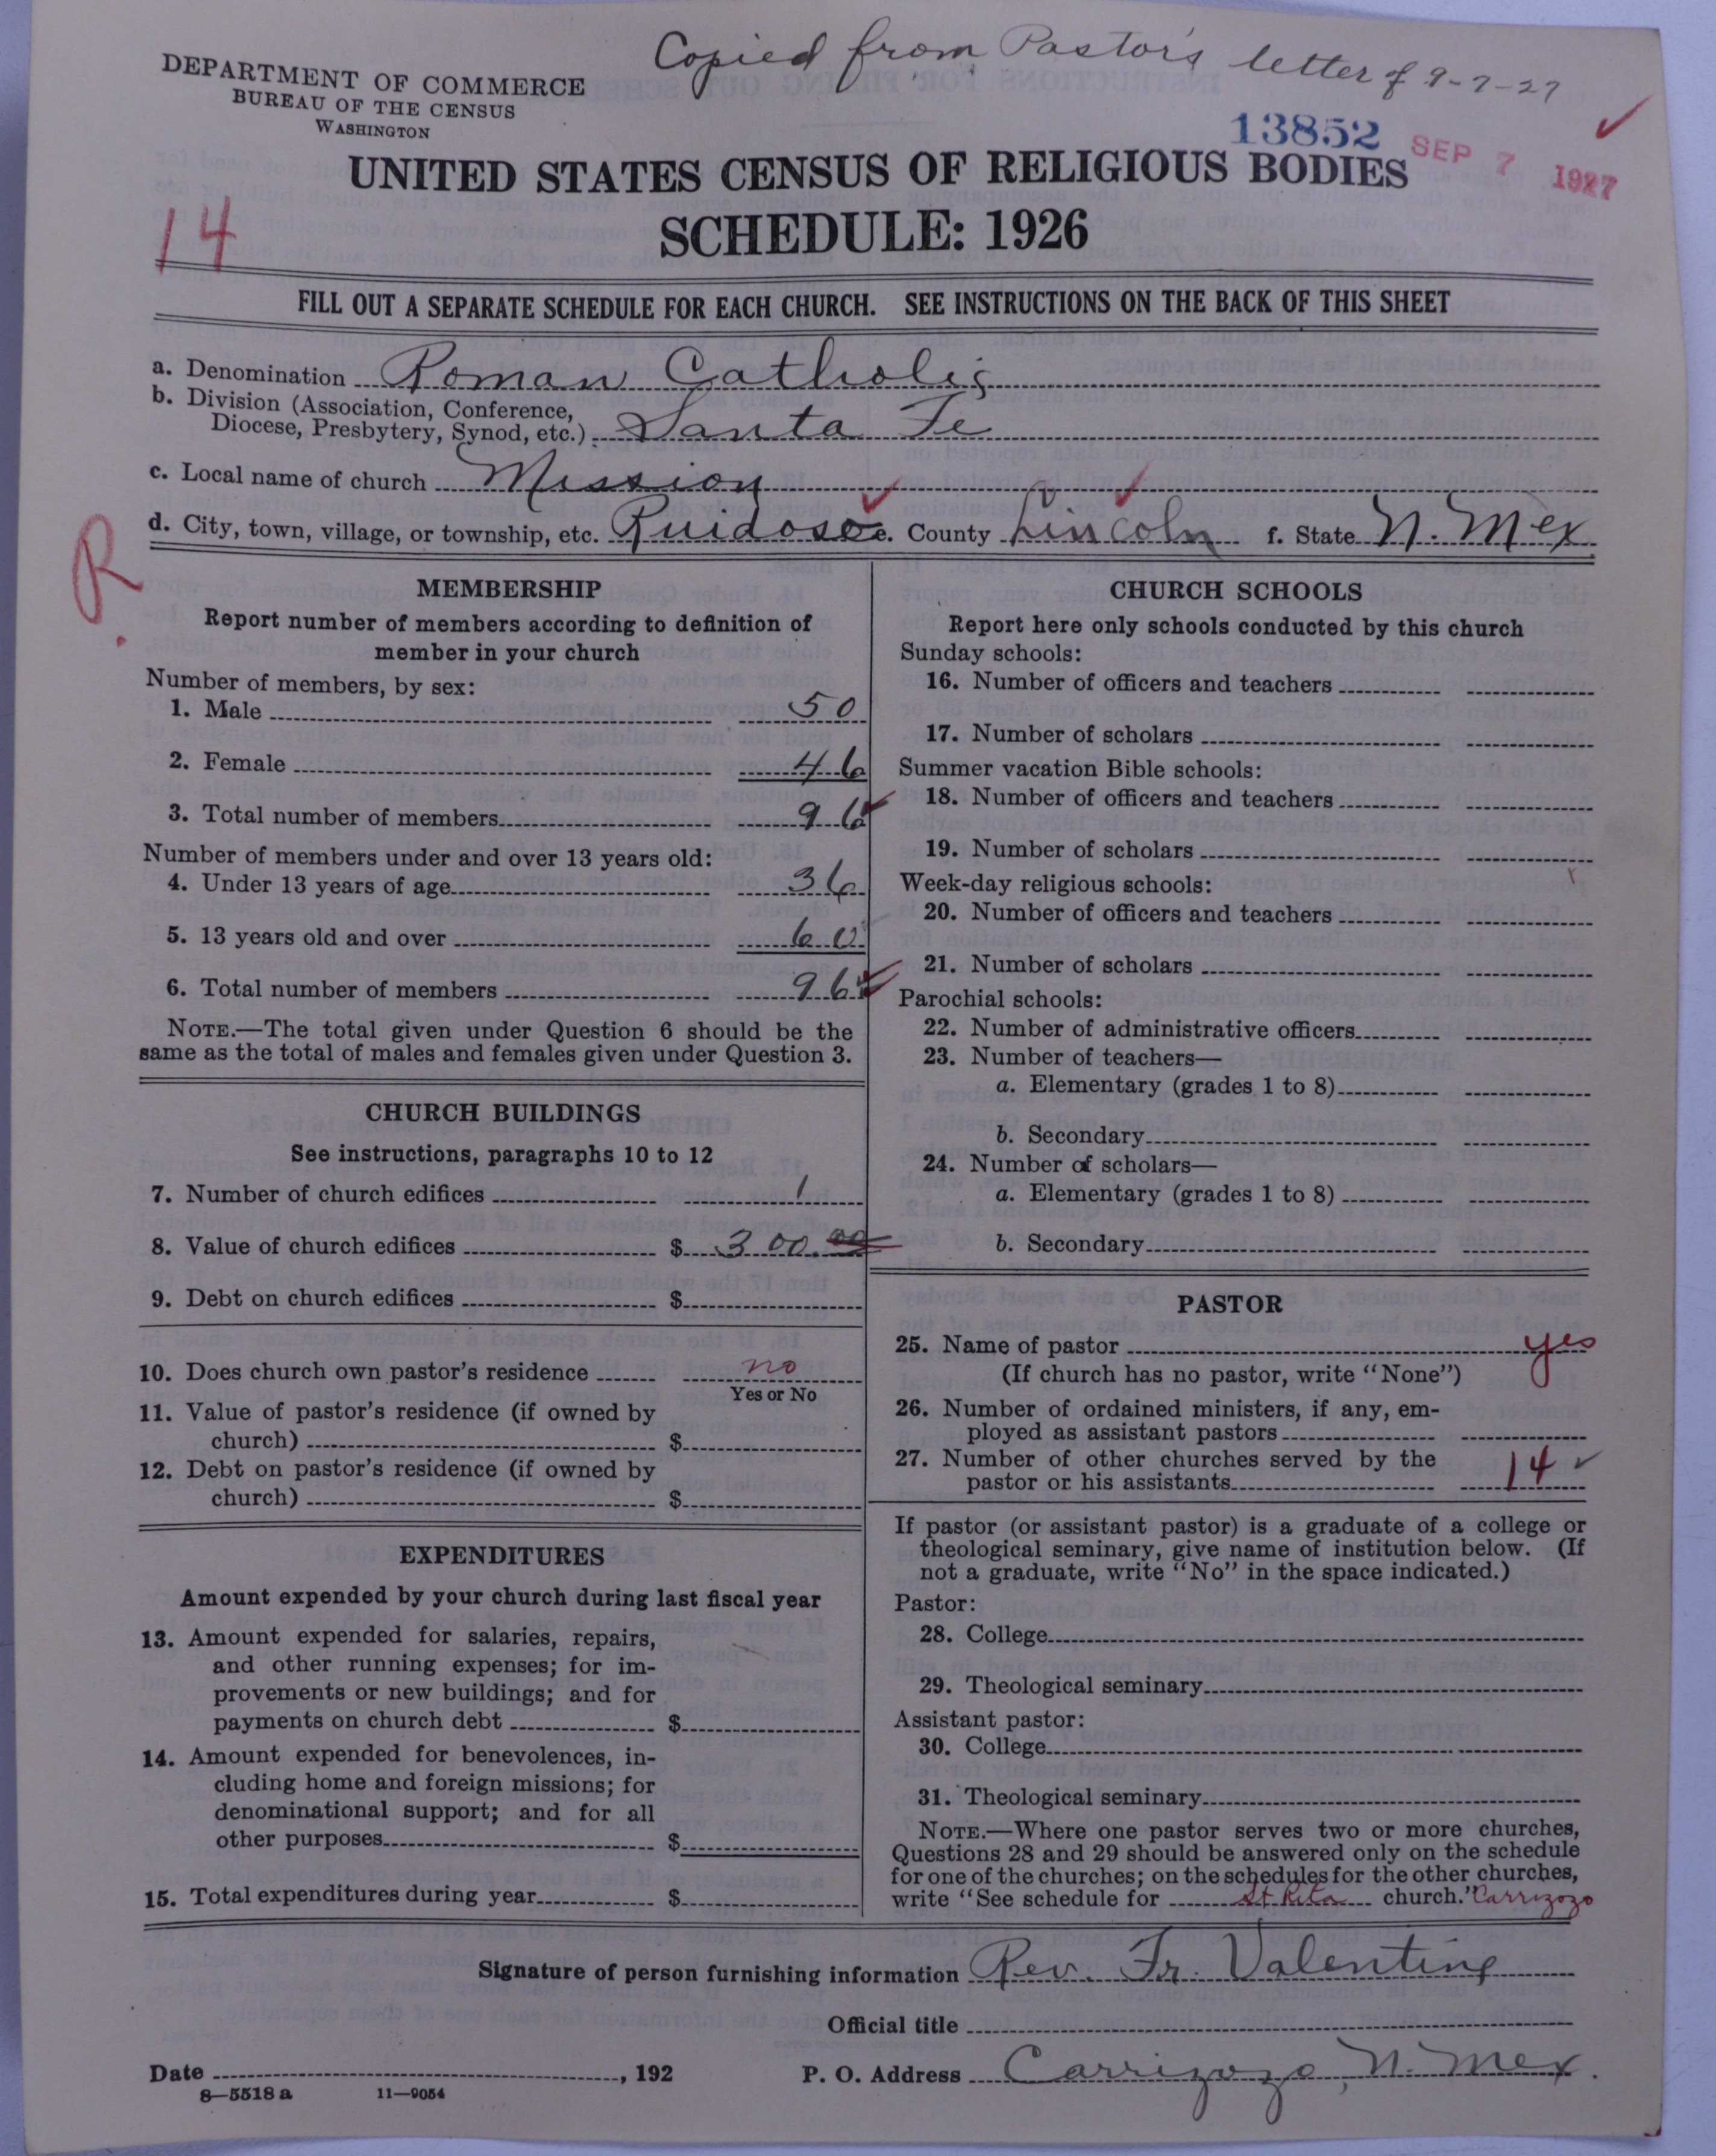 Copied from Pastor's letter of 9-7-27
DEPARTMENT OF COMMERCE
BUREAU OF THE CENSUS
WASHINGTON
13852
SEP 7 1927
UNITED STATES CENSUS OF RELIGIOUS BODIES
SCHEDULE: 1926
14
FILL OUT A SEPARATE SCHEDULE FOR EACH CHURCH. SEE INSTRUCTIONS ON THE BACK OF THIS SHEET
a. Denomination Roman Catholic
b. Division (Association, Conference,
Diocese, Presbytery, Synod, etc.) Santa Fe
c. Local name of church Mission
d. City, town, village, or township, etc. Ruidoso e. County Lincoln f. State N. Mex
R.
MEMBERSHIP
Report number of members according to definition of
member in your church
Number of members, by sex:
1. Male 50
2. Female 46
3. Total number of members 96
Number of members under and over 13 years old:
4. Under 13 years of age 36
5. 13 years old and over 60
6. Total number of members 96
NOTE.—The total given under Question 6 should be the
same as the total of males and females given under Question 3.
CHURCH BUILDINGS
See instructions, paragraphs 10 to 12
7. Number of church edifices 1
8. Value of church edifices $ 300.00
9. Debt on church edifices $
10. Does church own pastor's residence no
Yes or No
11. Value of pastor's residence (if owned by
church) $
12. Debt on pastor's residence (if owned by
church) $
EXPENDITURES
Amount expended by your church during last fiscal year
13. Amount expended for salaries, repairs,
and other running expenses; for im-
provements or new buildings; and for
payments on church debt $
14. Amount expended for benevolences, in-
cluding home and foreign missions; for
denominational support; and for all
other purposes $
15. Total expenditures during year $
CHURCH SCHOOLS
Report here only schools conducted by this church
Sunday schools:
16. Number of officers and teachers
17. Number of scholars
Summer vacation Bible schools:
18. Number of officers and teachers
19. Number of scholars
Week-day religious schools:
20. Number of officers and teachers
21. Number of scholars
Parochial schools:
22. Number of administrative officers
23. Number of teachers—
a. Elementary (grades 1 to 8)
b. Secondary
24. Number of scholars—
a. Elementary (grades 1 to 8)
b. Secondary
PASTOR
25. Name of pastor yes
(If church has no pastor, write "None")
26. Number of ordained ministers, if any, em-
ployed as assistant pastors
27. Number of other churches served by the
pastor or his assistants 14
If pastor (or assistant pastor) is a graduate of a college or
theological seminary, give name of institution below. (If
not a graduate, write "No" in the space indicated.)
Pastor:
28. College
29. Theological seminary
Assistant pastor:
30. College
31. Theological seminary
NOTE.—Where one pastor serves two or more churches,
Questions 28 and 29 should be answered only on the schedule
for one of the churches; on the schedules for the other churches,
write "See schedule for St Rita church." Carrizozo
Signature of person furnishing information Rev. Fr. Valentine
Official title
Date , 192
P. O. Address Carrizozo, N. Mex.
8—5518a 11—9054